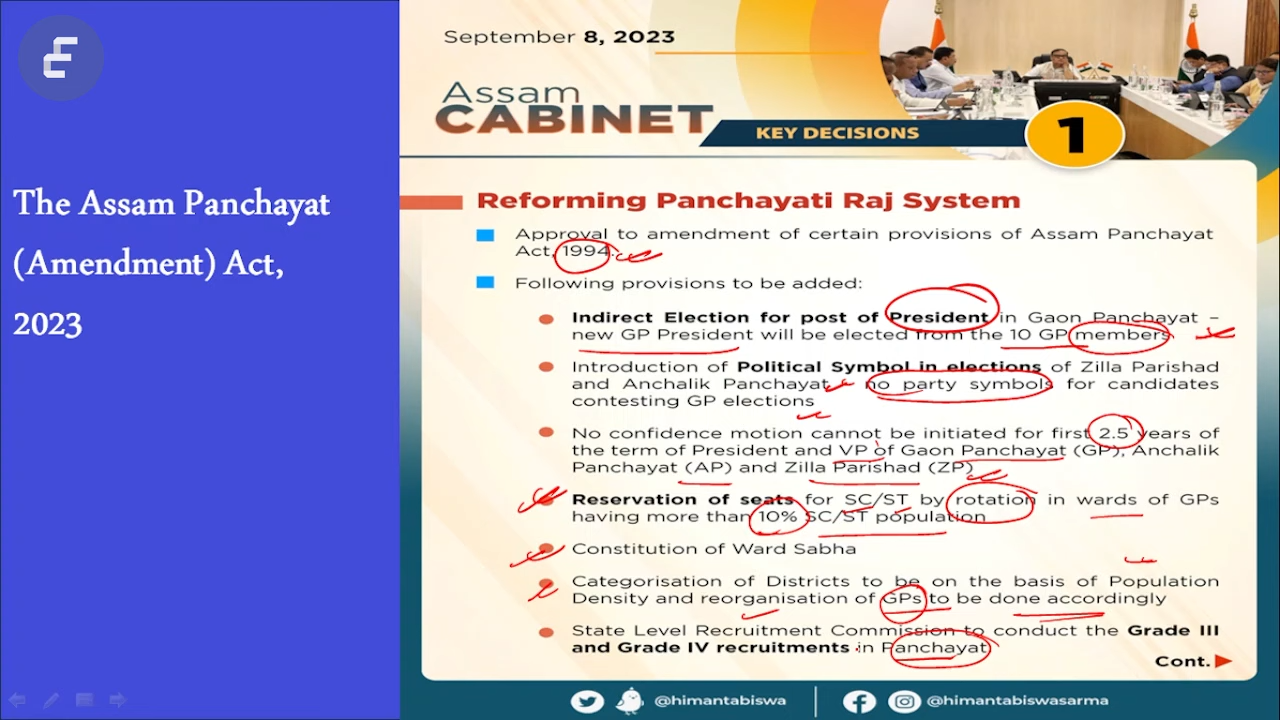 The Assam Panchayat
(Amendment) Act,
2023
September 8, 2023
Assam
CABINET
KEY DECISIONS
1
Reforming Panchayati Raj System
Approval to amendment of certain provisions of Assam Panchayat
Act, 1994.
Following provisions to be added:
Indirect Election for post of President in Gaon Panchayat –
new GP President will be elected from the 10 GP members
Introduction of Political Symbol in elections of Zilla Parishad
and Anchalik Panchayat, no party symbols for candidates
contesting GP elections
No confidence motion cannot be initiated for first 2.5 years of
the term of President and VP of Gaon Panchayat (GP), Anchalik
Panchayat (AP) and Zilla Parishad (ZP)
Reservation of seats for SC/ST by rotation in wards of GPs
having more than 10% SC/ST population
Constitution of Ward Sabha
Categorisation of Districts to be on the basis of Population
Density and reorganisation of GPs to be done accordingly
State Level Recruitment Commission to conduct the Grade III
and Grade IV recruitments in Panchayat
Cont.
@himantabiswa
@himantabiswasarma